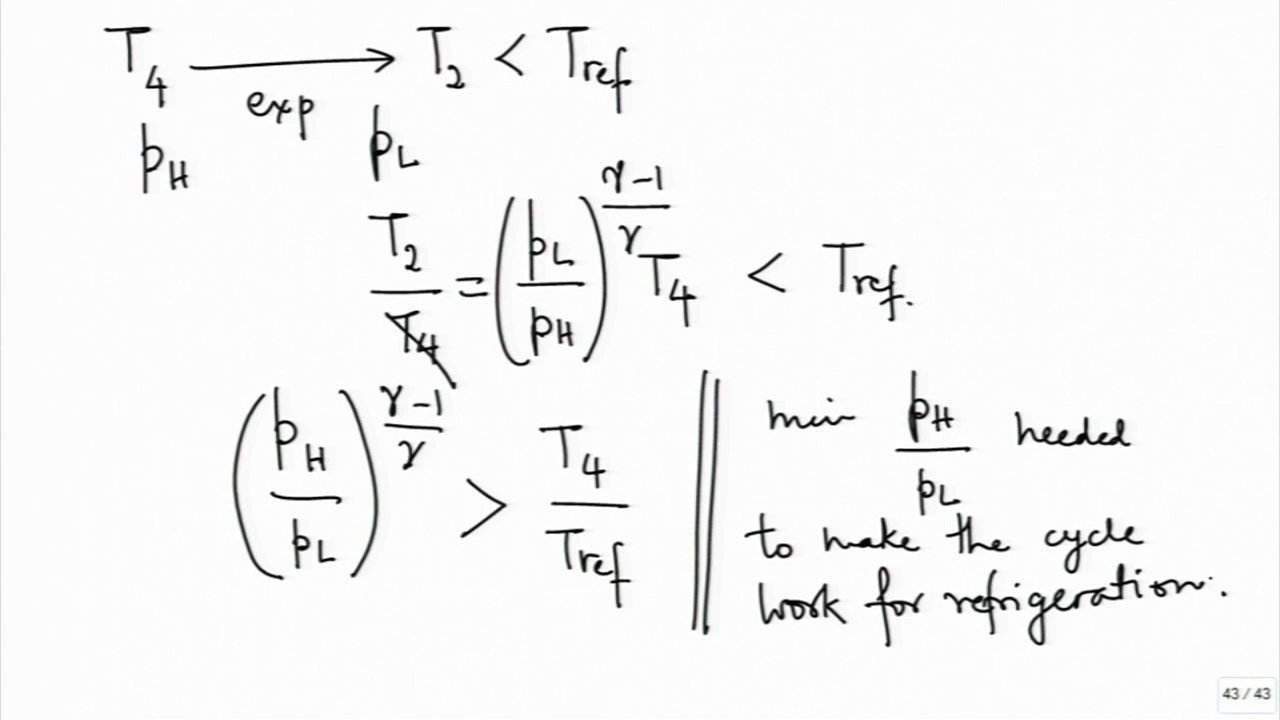 T₄ ⟶ T₂ < Tref
exp
pH pL
T₂/T̶₄̶ = (pL/pH)^((γ-1)/γ) T₄ < Tref.
(pH/pL)^((γ-1)/γ) > T₄/Tref
min pH/pL needed
to make the cycle
work for refrigeration.
43 / 43